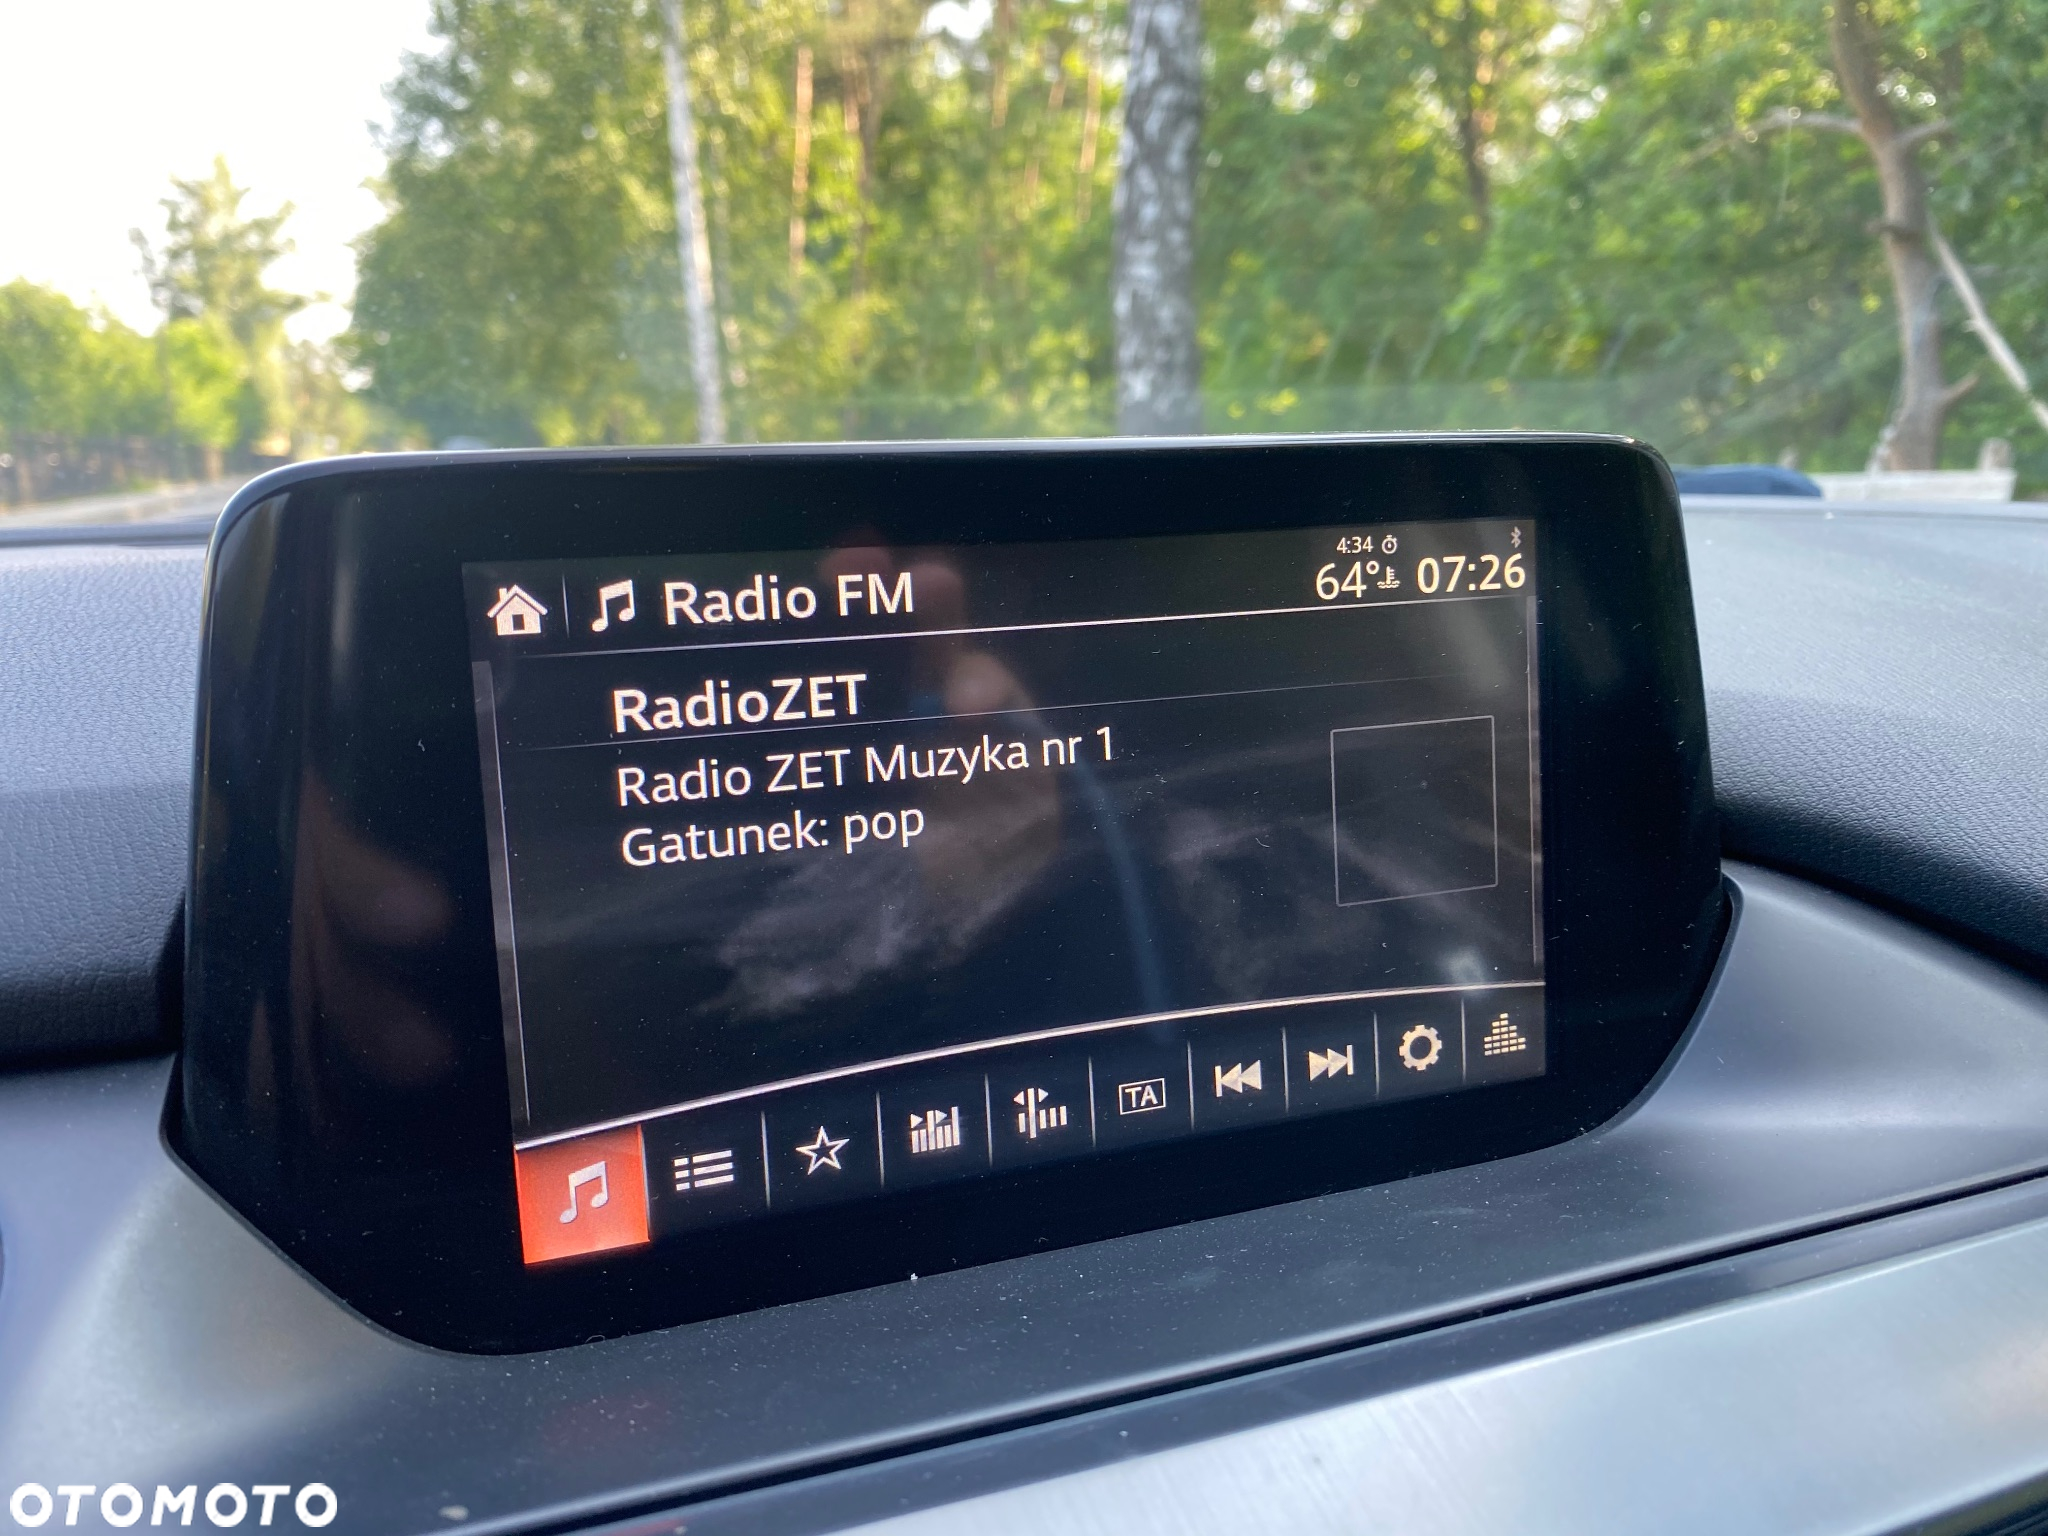 Radio FM
4:34
64° 07:26
RadioZET
Radio ZET Muzyka nr 1
Gatunek: pop
TA
OTOMOTO